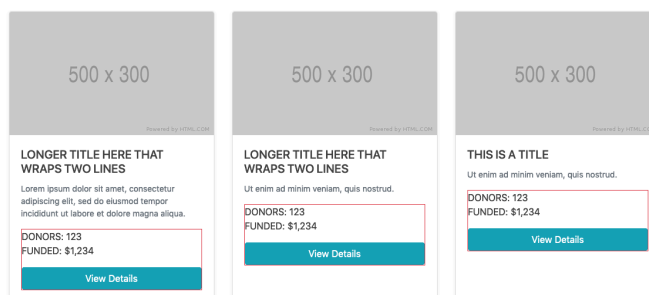 500 x 300
Powered by HTML.COM
LONGER TITLE HERE THAT
WRAPS TWO LINES
Lorem ipsum dolor sit amet, consectetur
adipiscing elit, sed do eiusmod tempor
incididunt ut labore et dolore magna aliqua.
DONORS: 123
FUNDED: $1,234
View Details
500 x 300
Powered by HTML.COM
LONGER TITLE HERE THAT
WRAPS TWO LINES
Ut enim ad minim veniam, quis nostrud.
DONORS: 123
FUNDED: $1,234
View Details
500 x 300
Powered by HTML.CO
THIS IS A TITLE
Ut enim ad minim veniam, quis nostrud.
DONORS: 123
FUNDED: $1,234
View Details